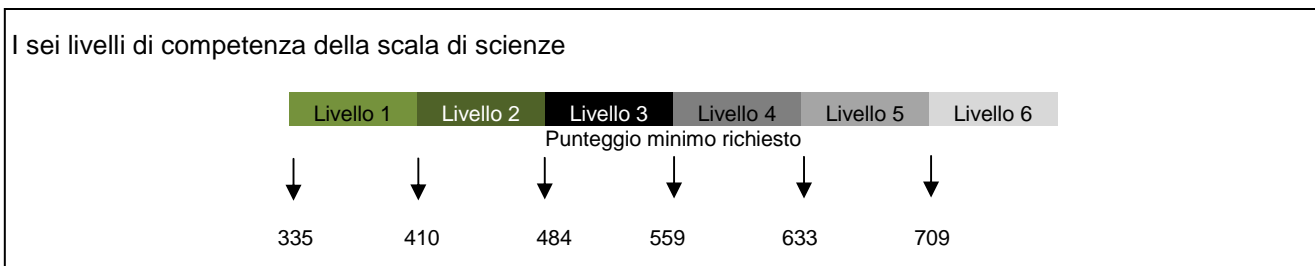 I sei livelli di competenza della scala di scienze
Livello 1 Livello 2 Livello 3 Livello 4 Livello 5 Livello 6
Punteggio minimo richiesto
335 410 484 559 633 709